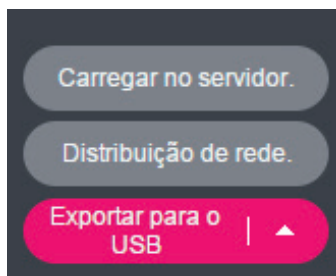 Carregar no servidor.
Distribuição de rede.
Exportar para o
USB